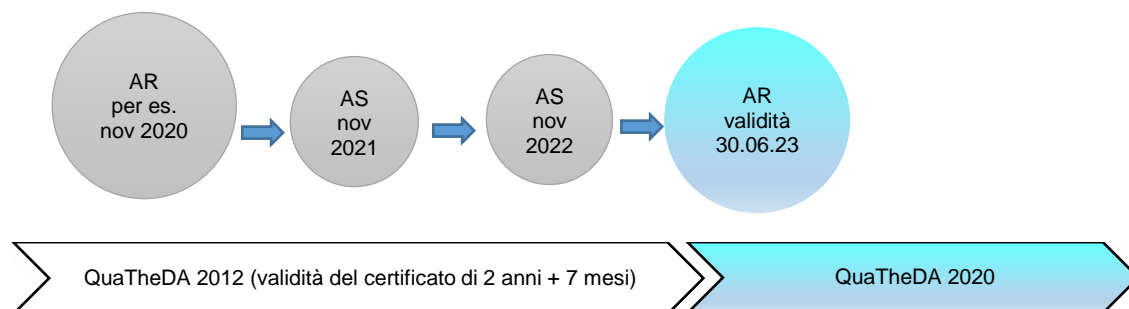 AR
per es.
nov 2020
AS
nov
2021
AS
nov
2022
AR
validità
30.06.23
QuaTheDA 2012 (validità del certificato di 2 anni + 7 mesi)
QuaTheDA 2020